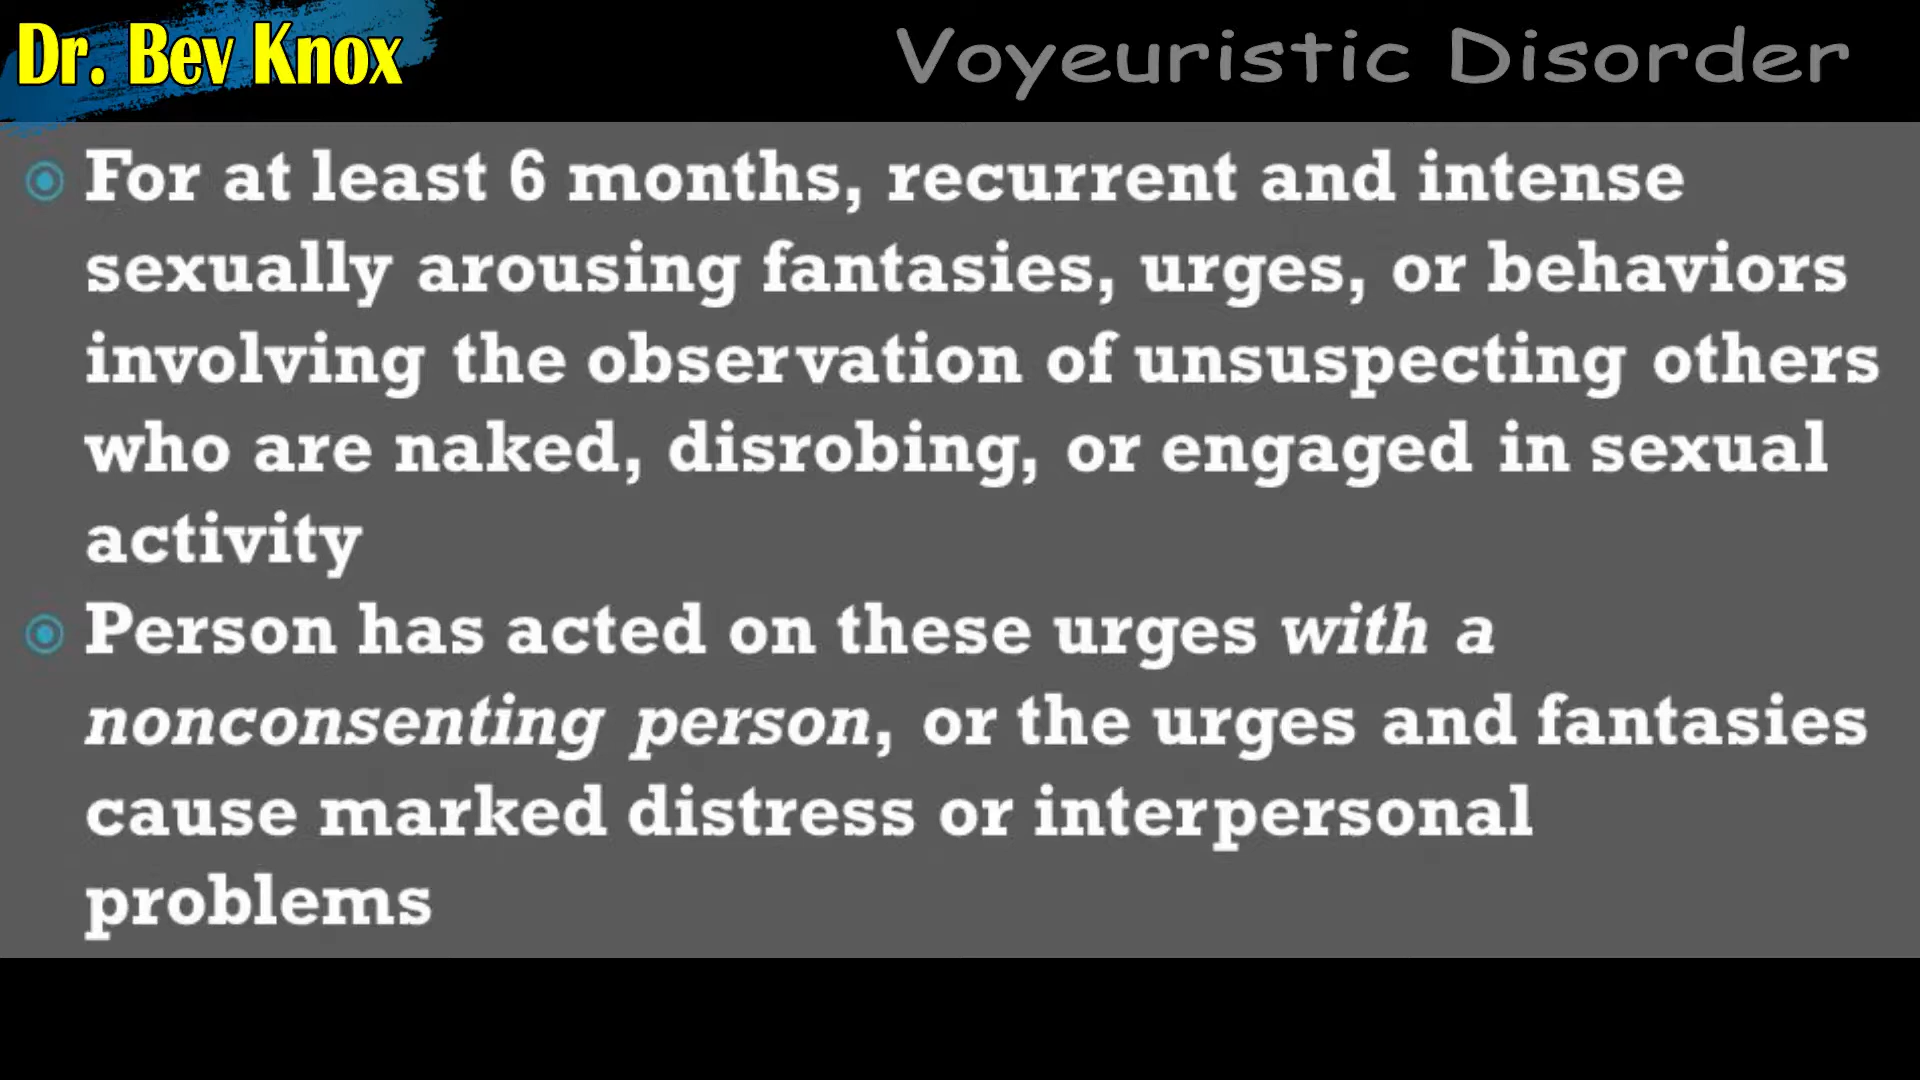 Dr. Bev Knox
Voyeuristic Disorder
For at least 6 months, recurrent and intense
sexually arousing fantasies, urges, or behaviors
involving the observation of unsuspecting others
who are naked, disrobing, or engaged in sexual
activity
Person has acted on these urges with a
nonconsenting person, or the urges and fantasies
cause marked distress or interpersonal
problems